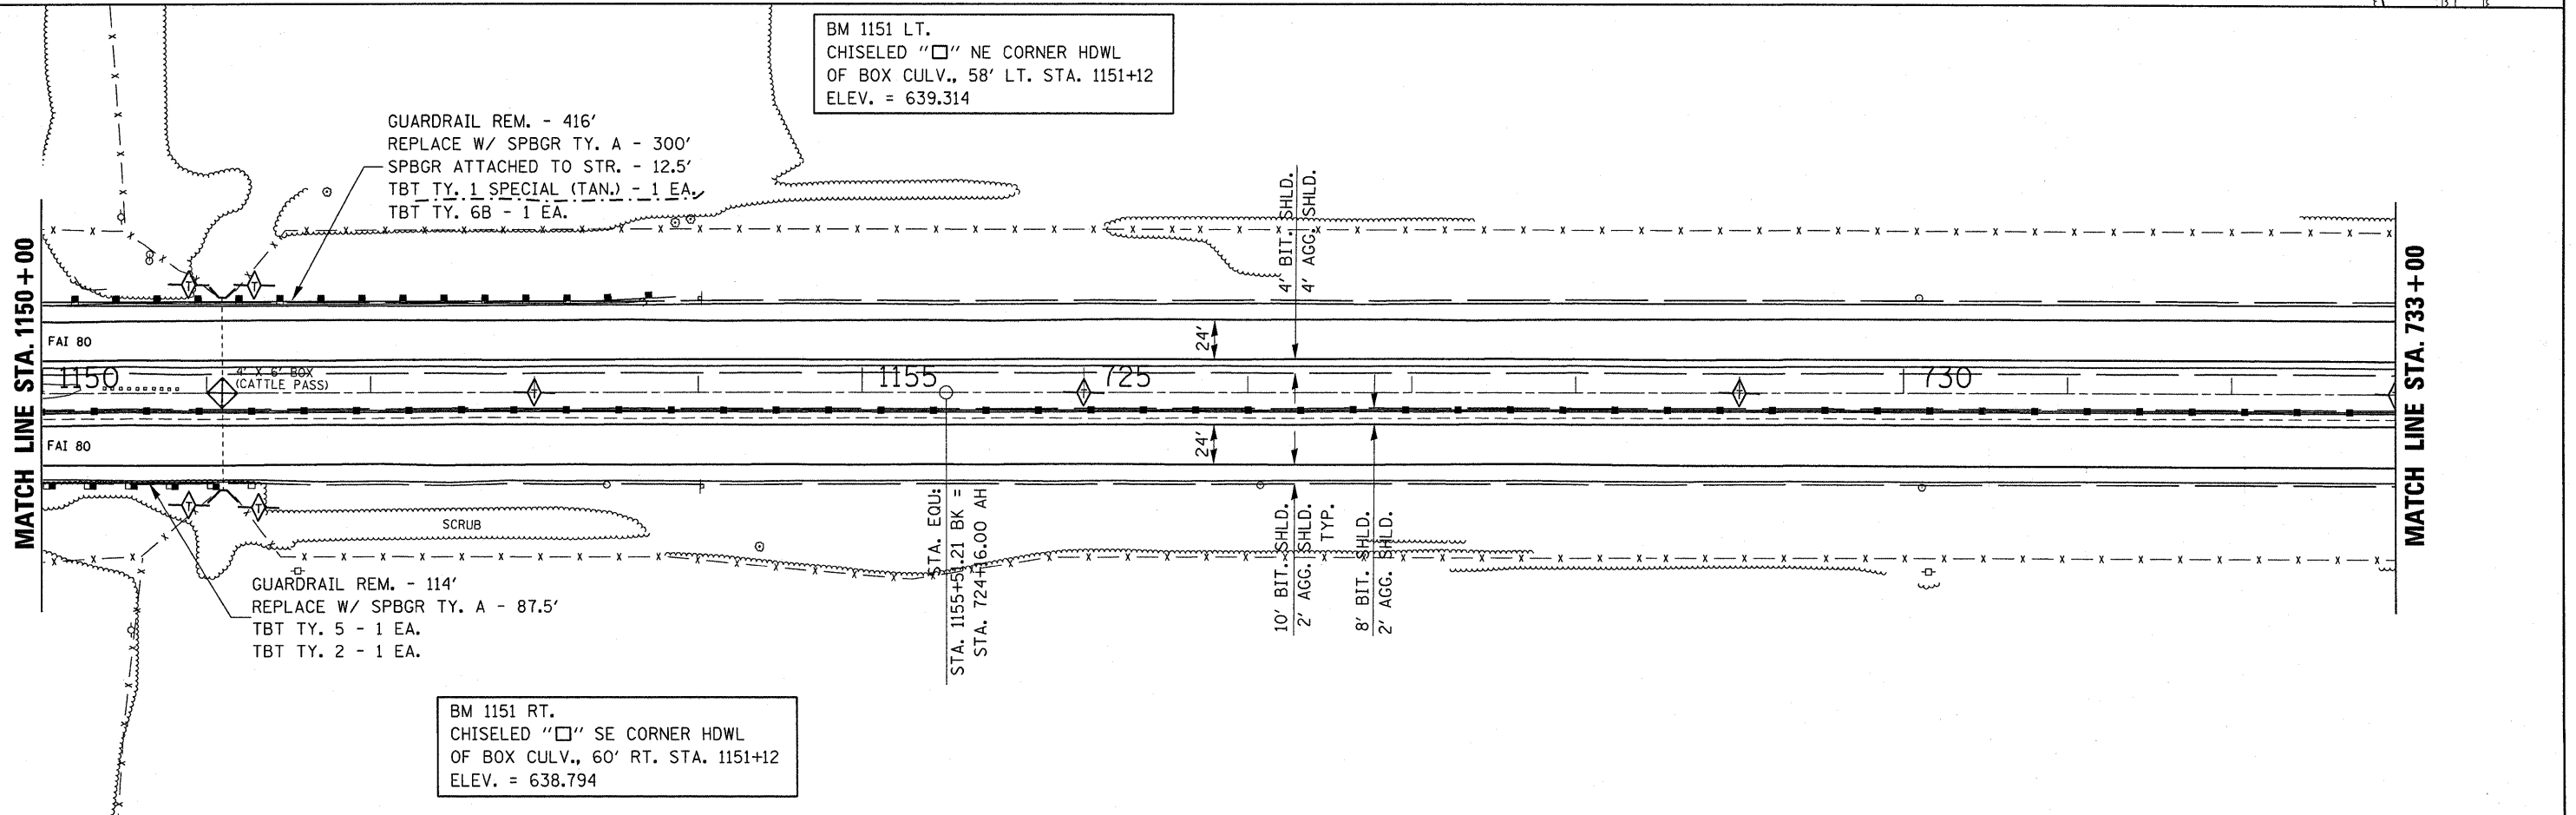 BM 1151 LT.
CHISELED "□" NE CORNER HDWL
OF BOX CULV., 58' LT. STA. 1151+12
ELEV. = 639.314
GUARDRAIL REM. - 416'
REPLACE W/ SPBGR TY. A - 300'
SPBGR ATTACHED TO STR. - 12.5'
TBT TY. 1 SPECIAL (TAN.) - 1 EA.
TBT TY. 6B - 1 EA.
4' BIT. SHLD.
4' AGG. SHLD.
MATCH LINE STA. 1150+00
MATCH LINE STA. 733+00
FAI 80
24'
1150
4' X 6' BOX
(CATTLE PASS)
1155
725
730
FAI 80
24'
SCRUB
STA. EQU:
STA. 1155+51.21 BK =
STA. 724+16.00 AH
10' BIT. SHLD.
2' AGG. SHLD.
TYP.
8' BIT. SHLD.
2' AGG. SHLD.
GUARDRAIL REM. - 114'
REPLACE W/ SPBGR TY. A - 87.5'
TBT TY. 5 - 1 EA.
TBT TY. 2 - 1 EA.
BM 1151 RT.
CHISELED "□" SE CORNER HDWL
OF BOX CULV., 60' RT. STA. 1151+12
ELEV. = 638.794